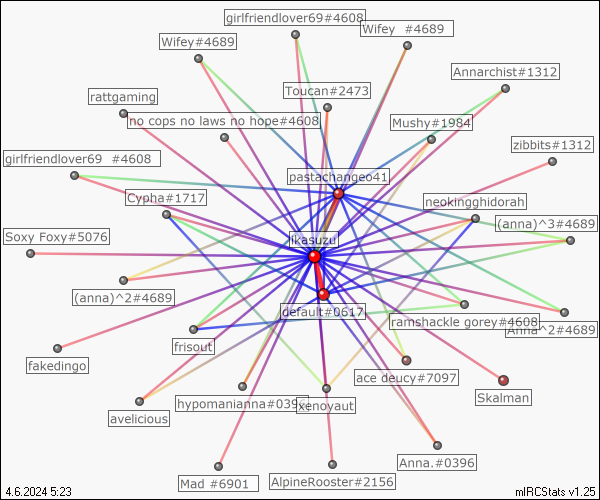 girlfriendlover69#4608
Wifey #4689
Wifey#4689
Annarchist#1312
Toucan#2473
rattgaming
no cops no laws no hope#4608
Mushy#1984
zibbits#1312
girlfriendlover69 #4608
pastachangeo41
Cypha#1717
neokingghidorah
(anna)^3#4689
Soxy Foxy#5076
ikasuzu
(anna)^2#4689
default#0617
ramshackle gorey#4608
Anna^2#4689
frisout
fakedingo
ace deucy#7097
Skalman
hypomanianna#0396
xenoyaut
avelicious
Anna.#0396
Mad #6901
AlpineRooster#2156
4.6.2024 5:23
mIRCStats v1.25